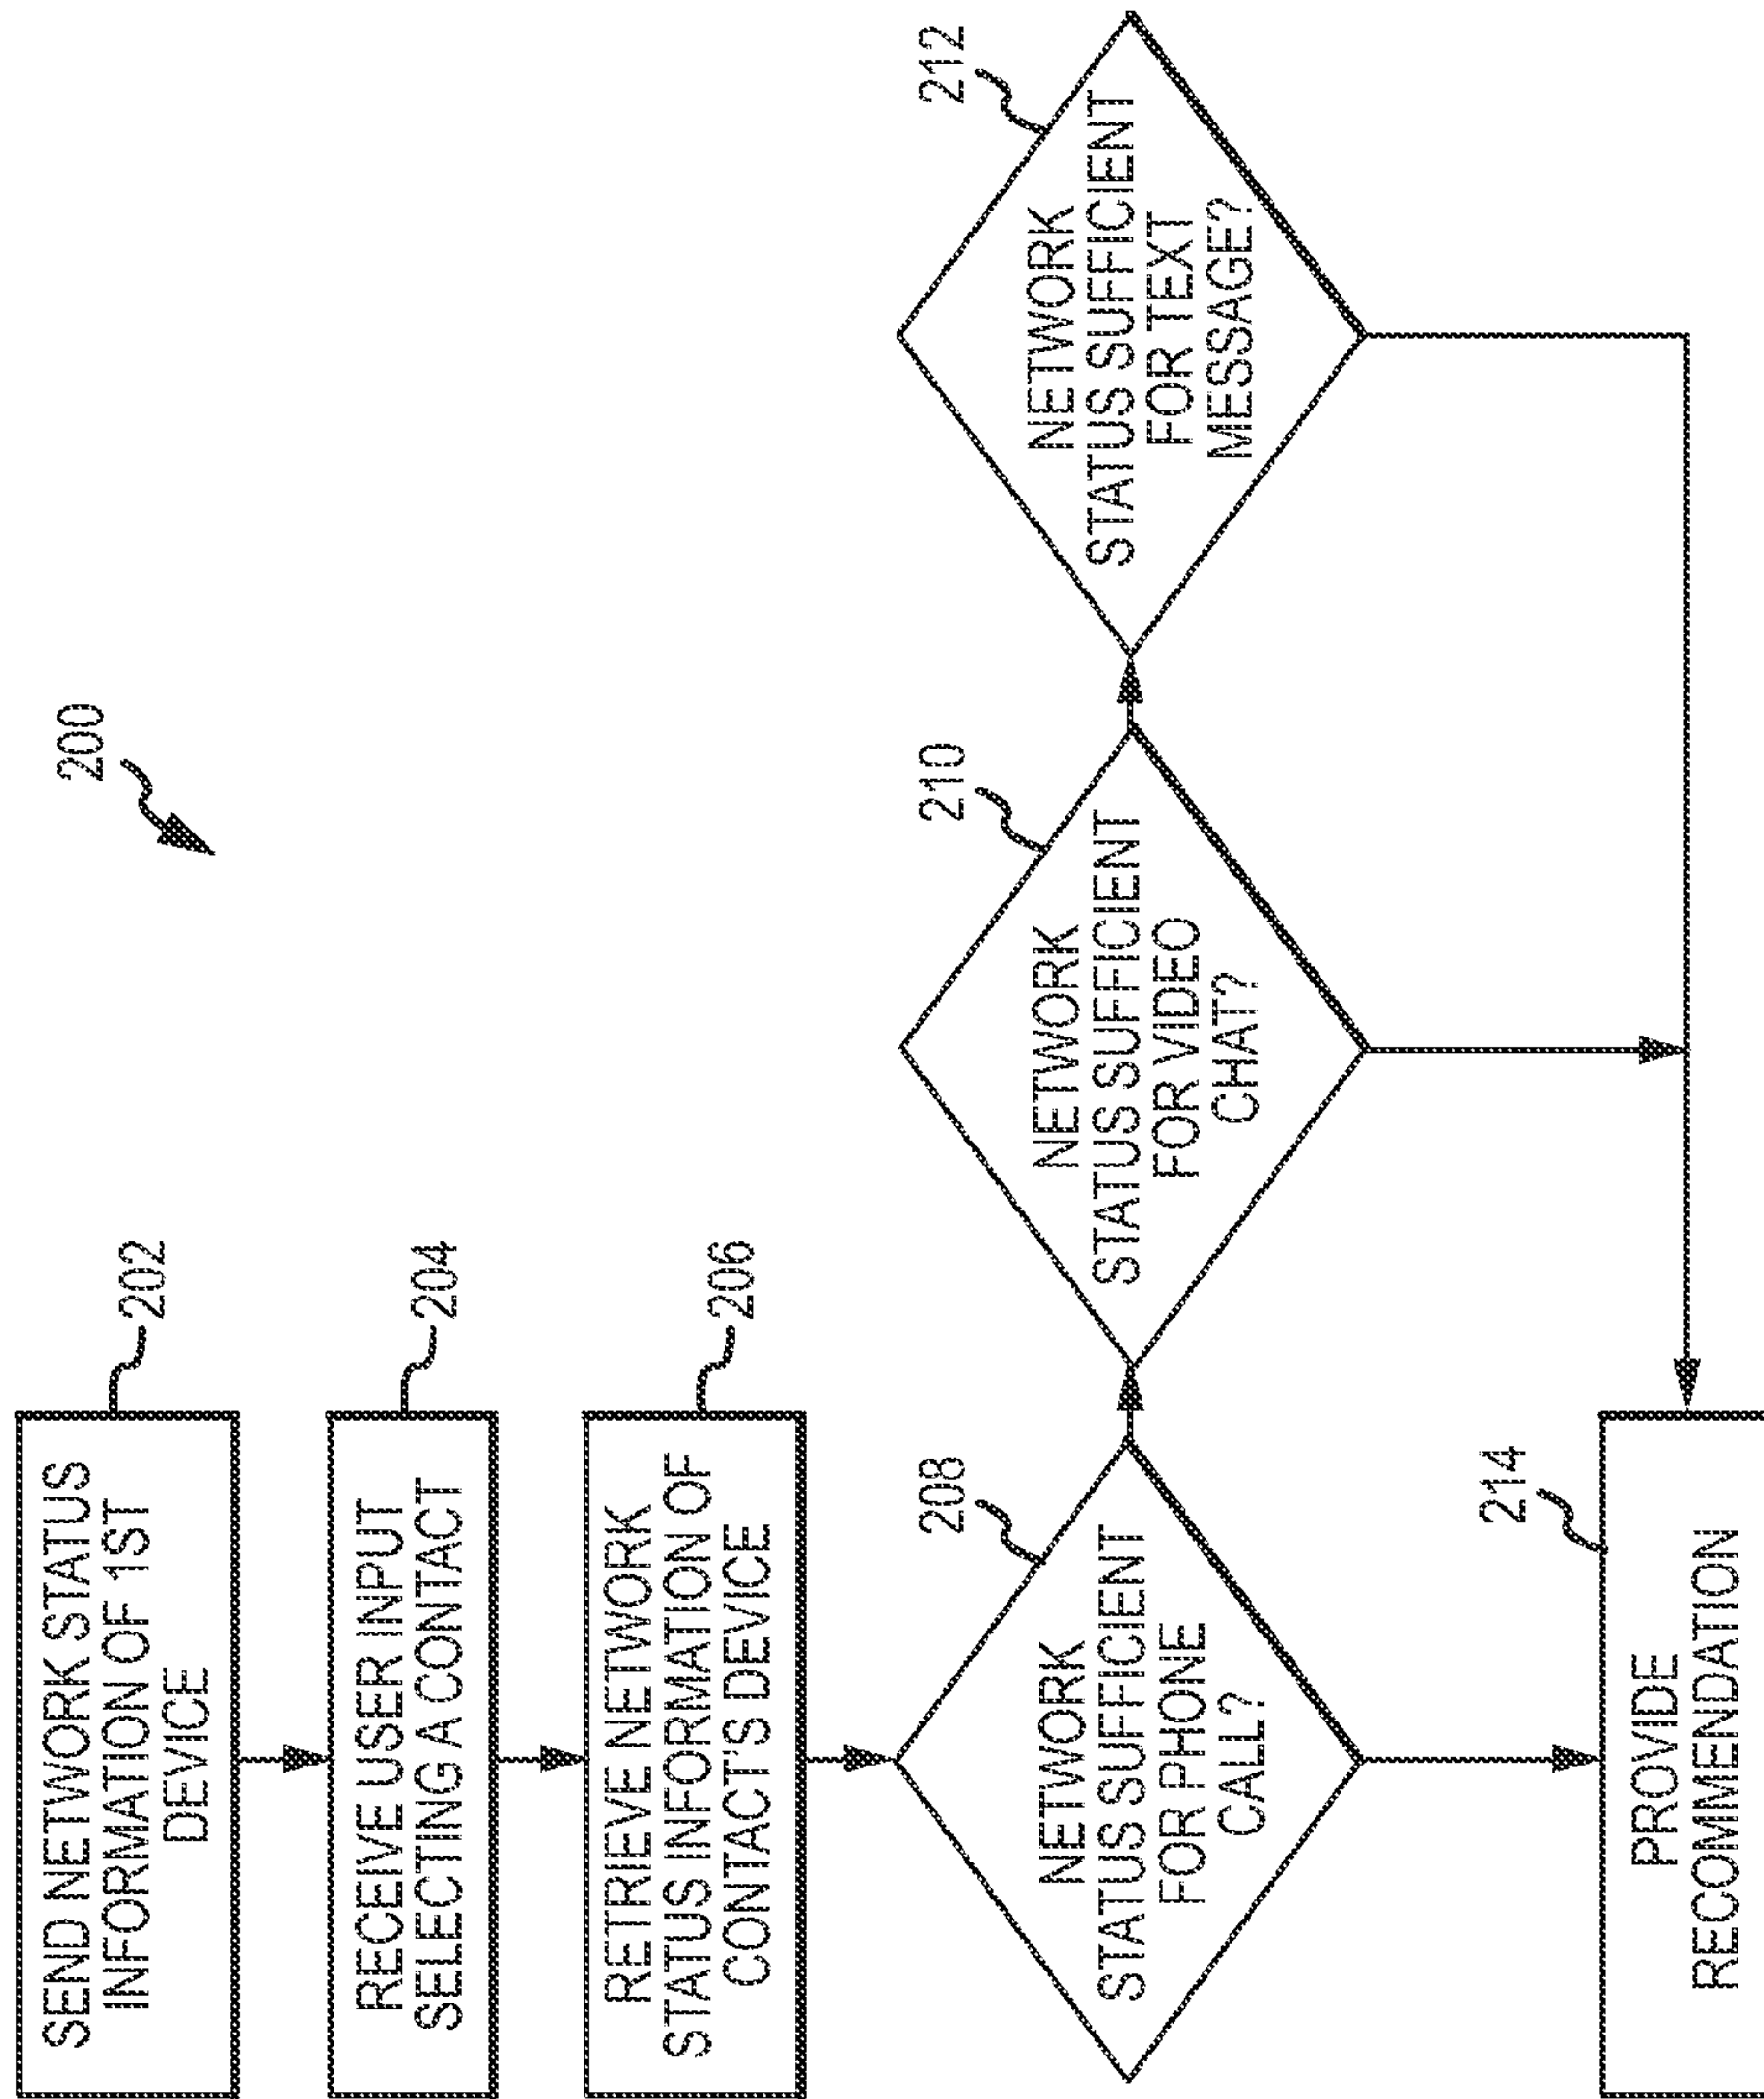 200
SEND NETWORK STATUS
INFORMATION OF 1ST
DEVICE
202
RECEIVE USER INPUT
SELECTING A CONTACT
204
RETRIEVE NETWORK
STATUS INFORMATION OF
CONTACT'S DEVICE
206
NETWORK
STATUS SUFFICIENT
FOR PHONE
CALL?
208
NETWORK
STATUS SUFFICIENT
FOR VIDEO
CHAT?
210
NETWORK
STATUS SUFFICIENT
FOR TEXT
MESSAGE?
212
PROVIDE
RECOMMENDATION
214